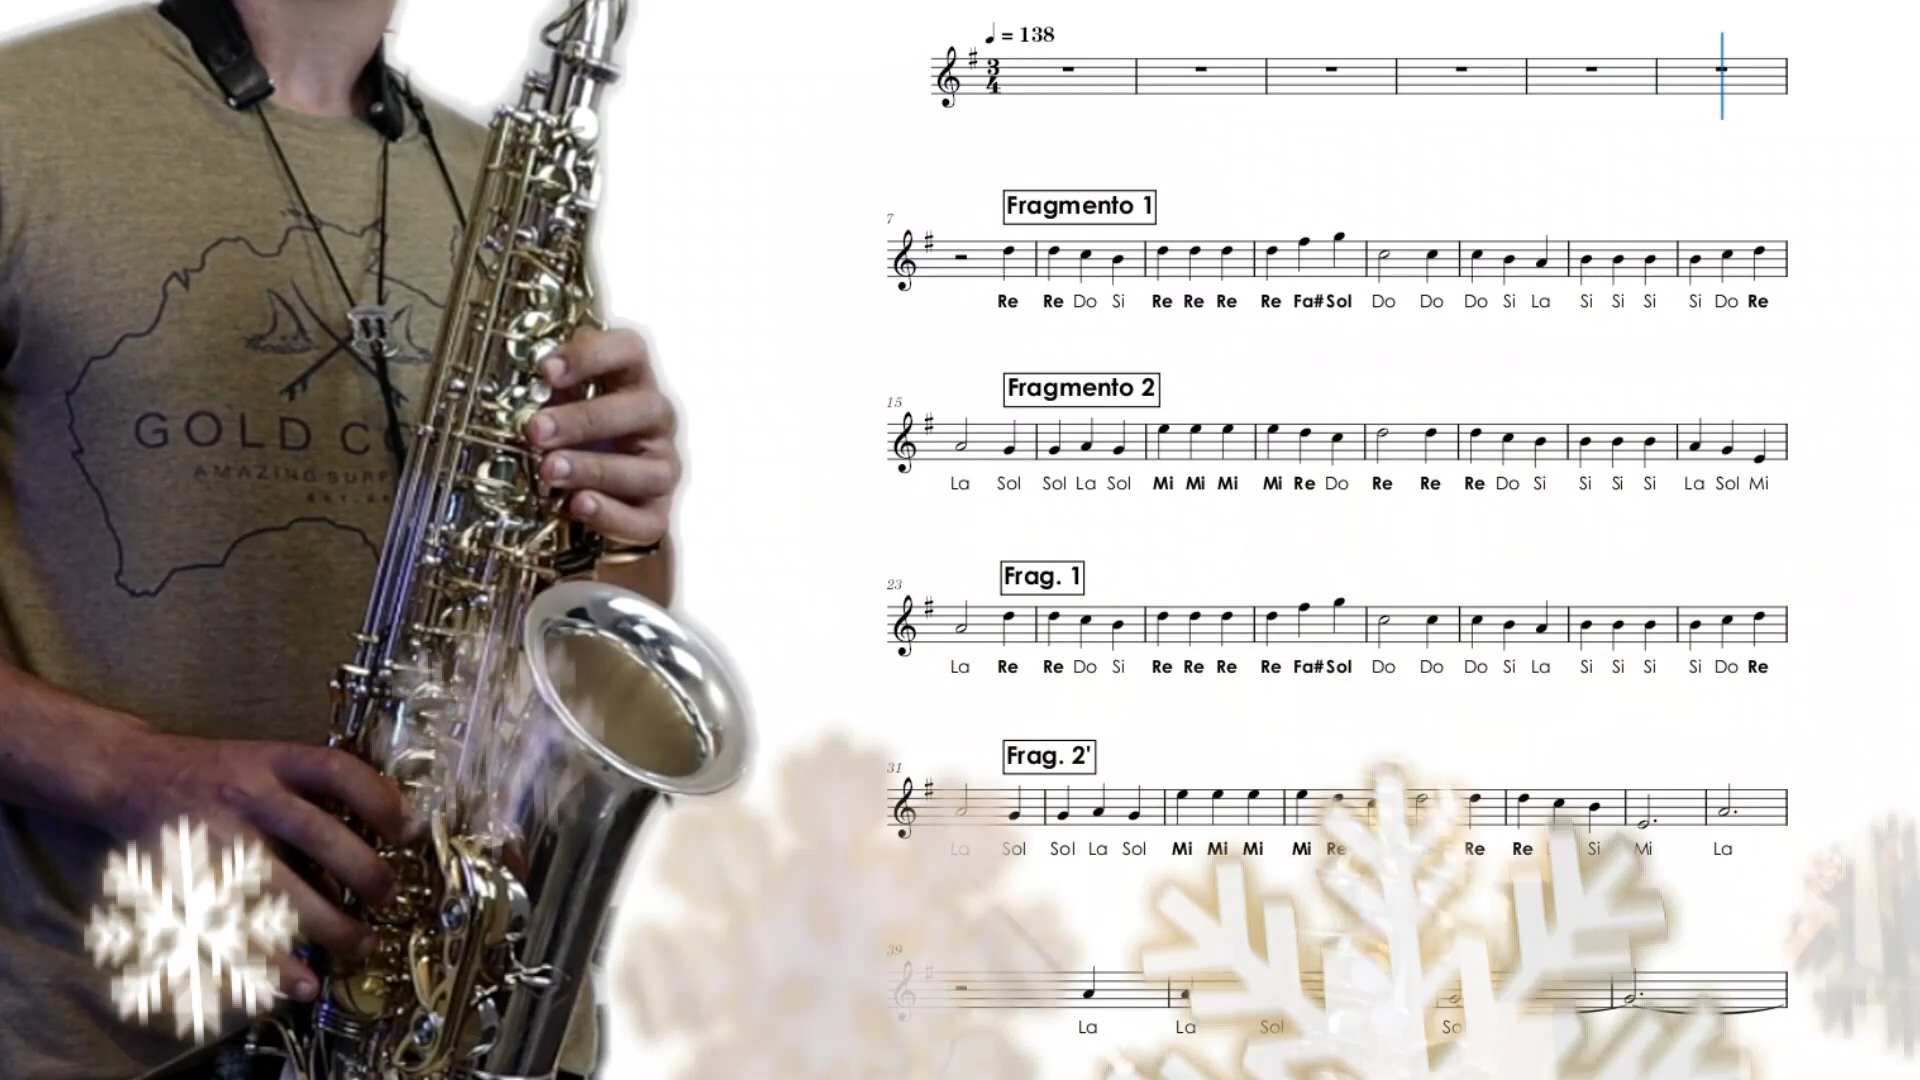 GOLD CO
AMAZING SURF
= 138
3
4
7
Fragmento 1
Re Re Do Si Re Re Re Re Fa# Sol Do Do Do Si La Si Si Si Si Do Re
15
Fragmento 2
La Sol Sol La Sol Mi Mi Mi Mi Re Do Re Re Re Do Si Si Si Si La Sol Mi
23
Frag. 1
La Re Re Do Si Re Re Re Re Fa# Sol Do Do Do Si La Si Si Si Si Do Re
31
Frag. 2'
La Sol Sol La Sol Mi Mi Mi Mi Re Re Re Si Mi La
39
La La Sol So